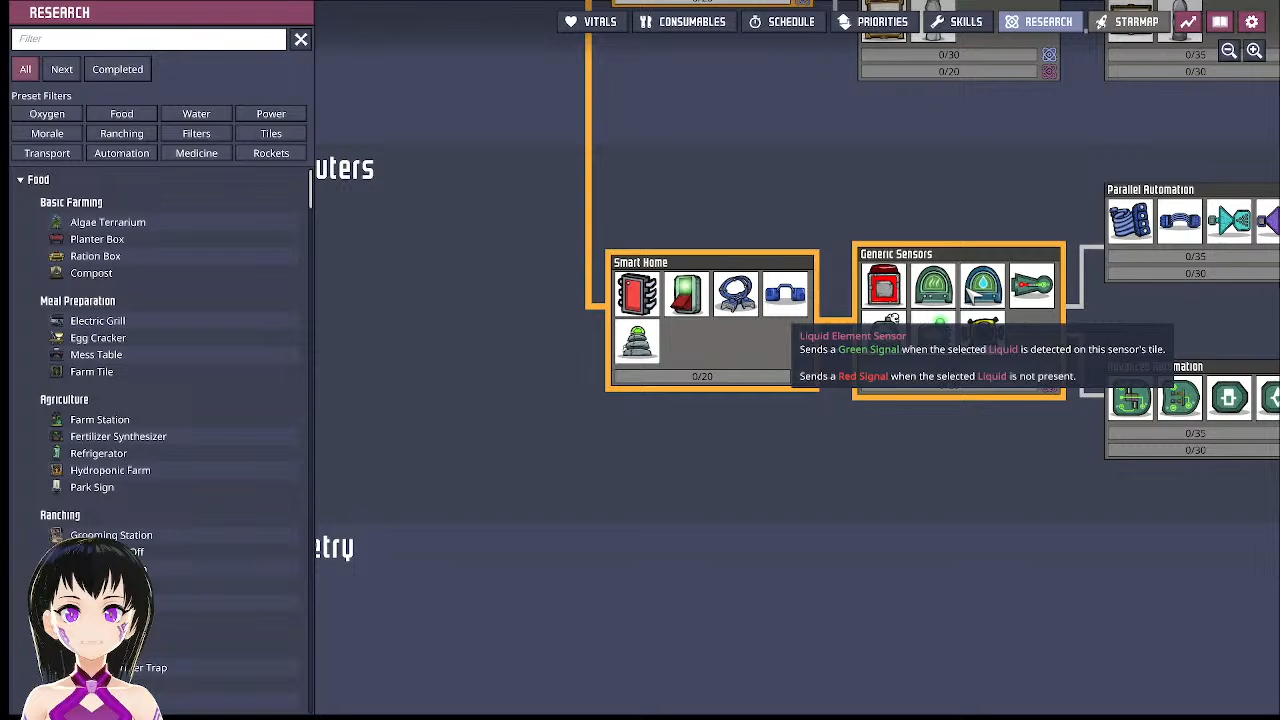 RESEARCH
VITALS
CONSUMABLES
SCHEDULE
PRIORITIES
SKILLS
RESEARCH
STARMAP
Filter
All
Next
Completed
Preset Filters
Oxygen
Food
Water
Power
Morale
Ranching
Filters
Tiles
Transport
Automation
Medicine
Rockets
Food
Basic Farming
Algae Terrarium
Planter Box
Ration Box
Compost
Meal Preparation
Electric Grill
Egg Cracker
Mess Table
Farm Tile
Agriculture
Farm Station
Fertilizer Synthesizer
Refrigerator
Hydroponic Farm
Park Sign
Ranching
Grooming Station
Off
Trap
0/30
0/20
0/35
0/30
uters
Smart Home
0/20
Generic Sensors
Liquid Element Sensor
Sends a Green Signal when the selected Liquid is detected on this sensor's tile.
Sends a Red Signal when the selected Liquid is not present.
Parallel Automation
0/35
0/30
Advanced Automation
0/35
0/30
etry